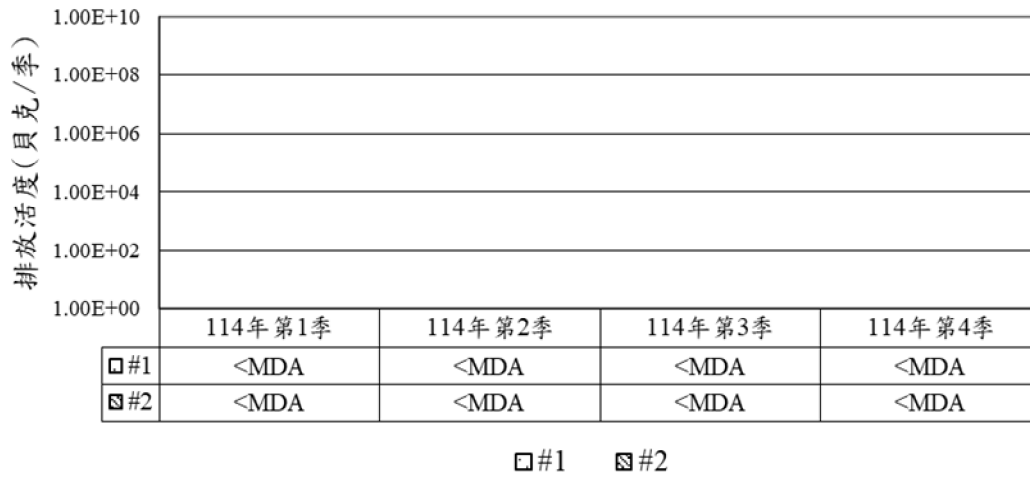 排放活度(貝克/季)
1.00E+10
1.00E+08
1.00E+06
1.00E+04
1.00E+02
1.00E+00
114年第1季 114年第2季 114年第3季 114年第4季
#1 <MDA <MDA <MDA <MDA
#2 <MDA <MDA <MDA <MDA
#1 #2